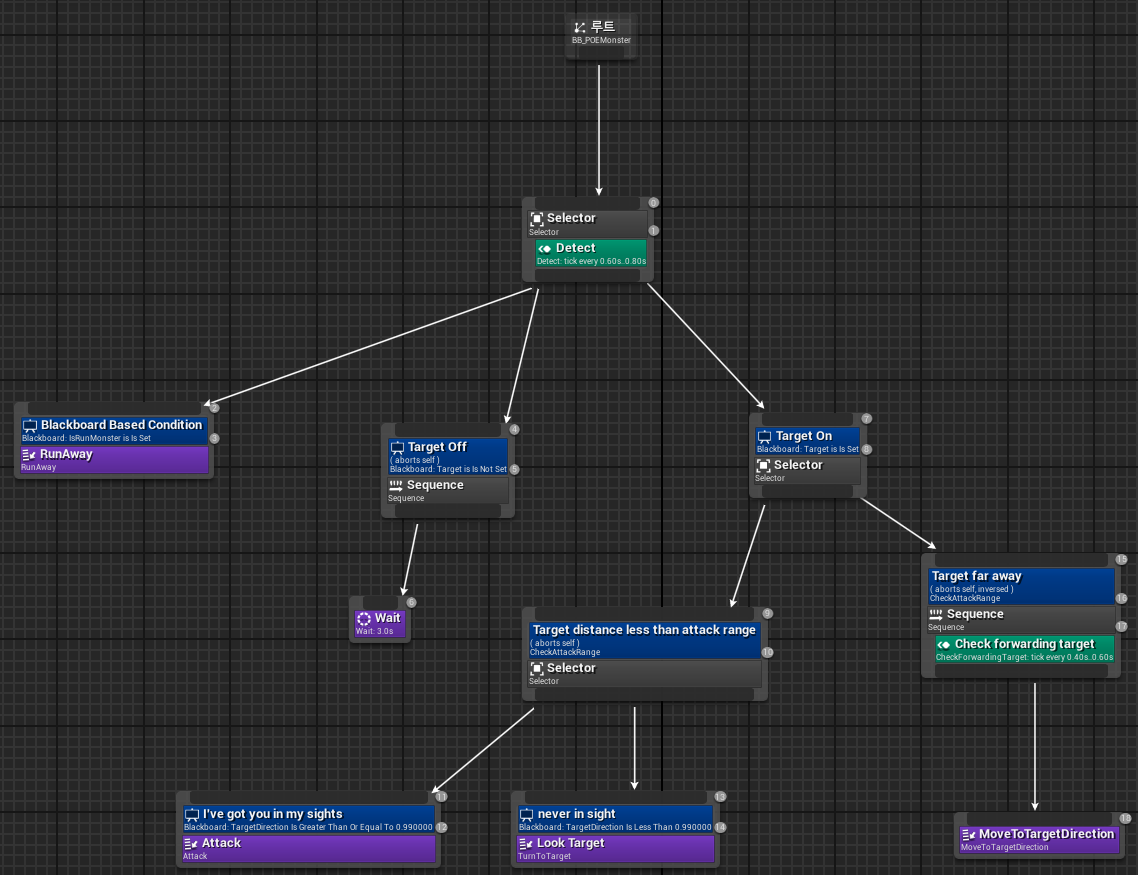 루트
BB_POEMonster
0
Selector
Selector
1
Detect
Detect: tick every 0.60s..0.80s
2
Blackboard Based Condition
Blackboard: IsRunMonster is Is Set
3
RunAway
RunAway
4
Target Off
( aborts self )
Blackboard: Target is Is Not Set
5
Sequence
Sequence
6
Wait
Wait: 3.0s
7
Target On
Blackboard: Target is Is Set
8
Selector
Selector
9
Target distance less than attack range
( aborts self )
CheckAttackRange
10
Selector
Selector
11
I've got you in my sights
Blackboard: TargetDirection Is Greater Than Or Equal To 0.990000
12
Attack
Attack
13
never in sight
Blackboard: TargetDirection Is Less Than 0.990000
14
Look Target
TurnToTarget
15
Target far away
( aborts self, inversed )
CheckAttackRange
16
Sequence
Sequence
17
Check forwarding target
CheckForwardingTarget: tick every 0.40s..0.60s
18
MoveToTargetDirection
MoveToTargetDirection